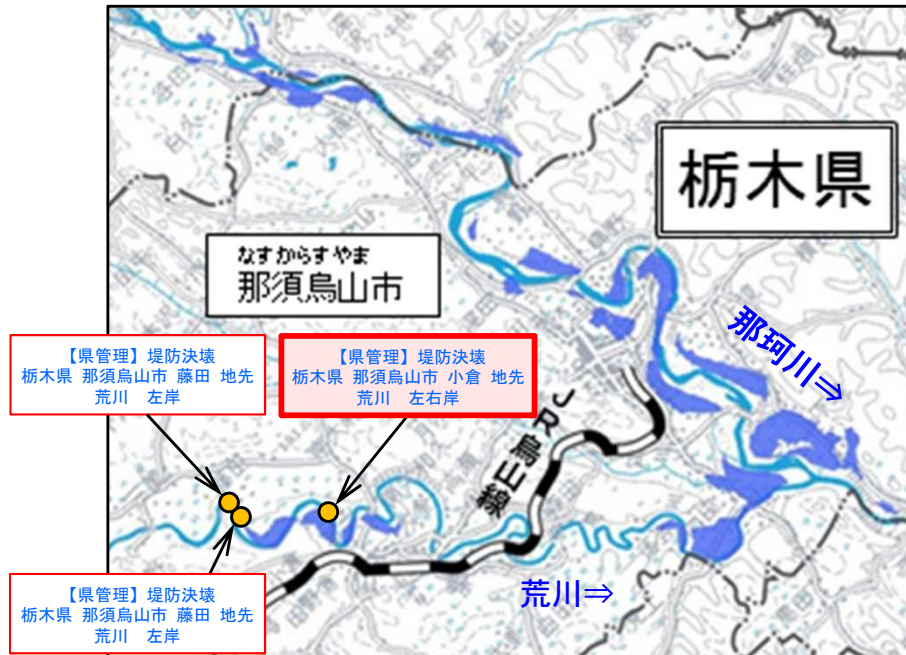 栃木県
なすからすやま
那須烏山市
那珂川⇒
【県管理】堤防決壊
栃木県 那須烏山市 藤田 地先
荒川 左岸
【県管理】堤防決壊
栃木県 那須烏山市 小倉 地先
荒川 左右岸
JR烏山線
【県管理】堤防決壊
栃木県 那須烏山市 藤田 地先
荒川 左岸
荒川⇒